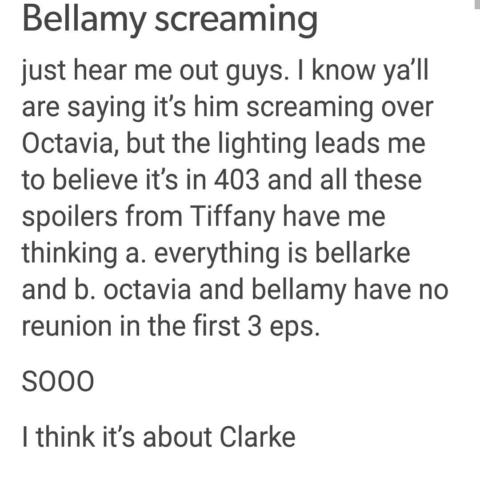 Bellamy screaming
just hear me out guys. I know ya'll
are saying it's him screaming over
Octavia, but the lighting leads me
to believe it's in 403 and all these
spoilers from Tiffany have me
thinking a. everything is bellarke
and b. octavia and bellamy have no
reunion in the first 3 eps.
SOOO
I think it's about Clarke